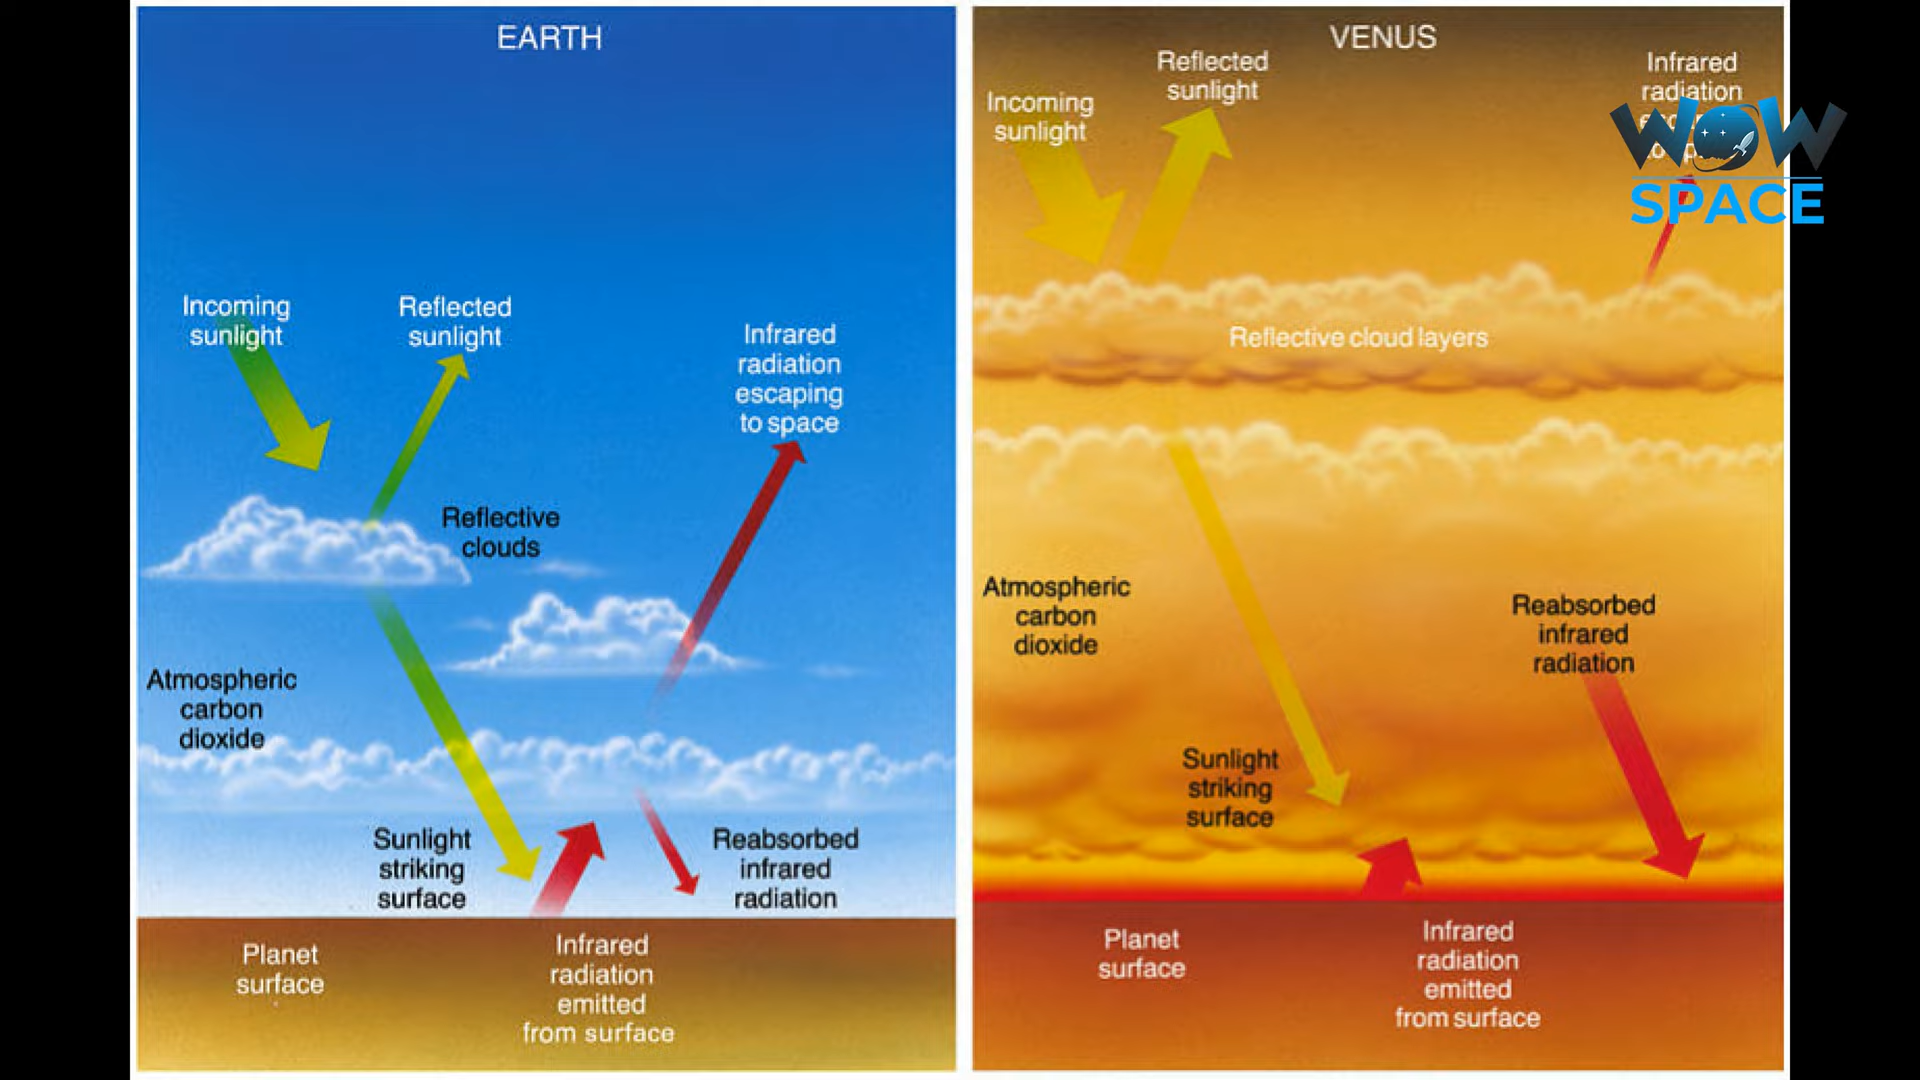 EARTH
Incoming
sunlight
Reflected
sunlight
Infrared
radiation
escaping
to space
Reflective
clouds
Atmospheric
carbon
dioxide
Sunlight
striking
surface
Reabsorbed
infrared
radiation
Planet
surface
Infrared
radiation
emitted
from surface
VENUS
Incoming
sunlight
Reflected
sunlight
Infrared
radiation
WOW
SPACE
Reflective cloud layers
Atmospheric
carbon
dioxide
Reabsorbed
infrared
radiation
Sunlight
striking
surface
Planet
surface
Infrared
radiation
emitted
from surface